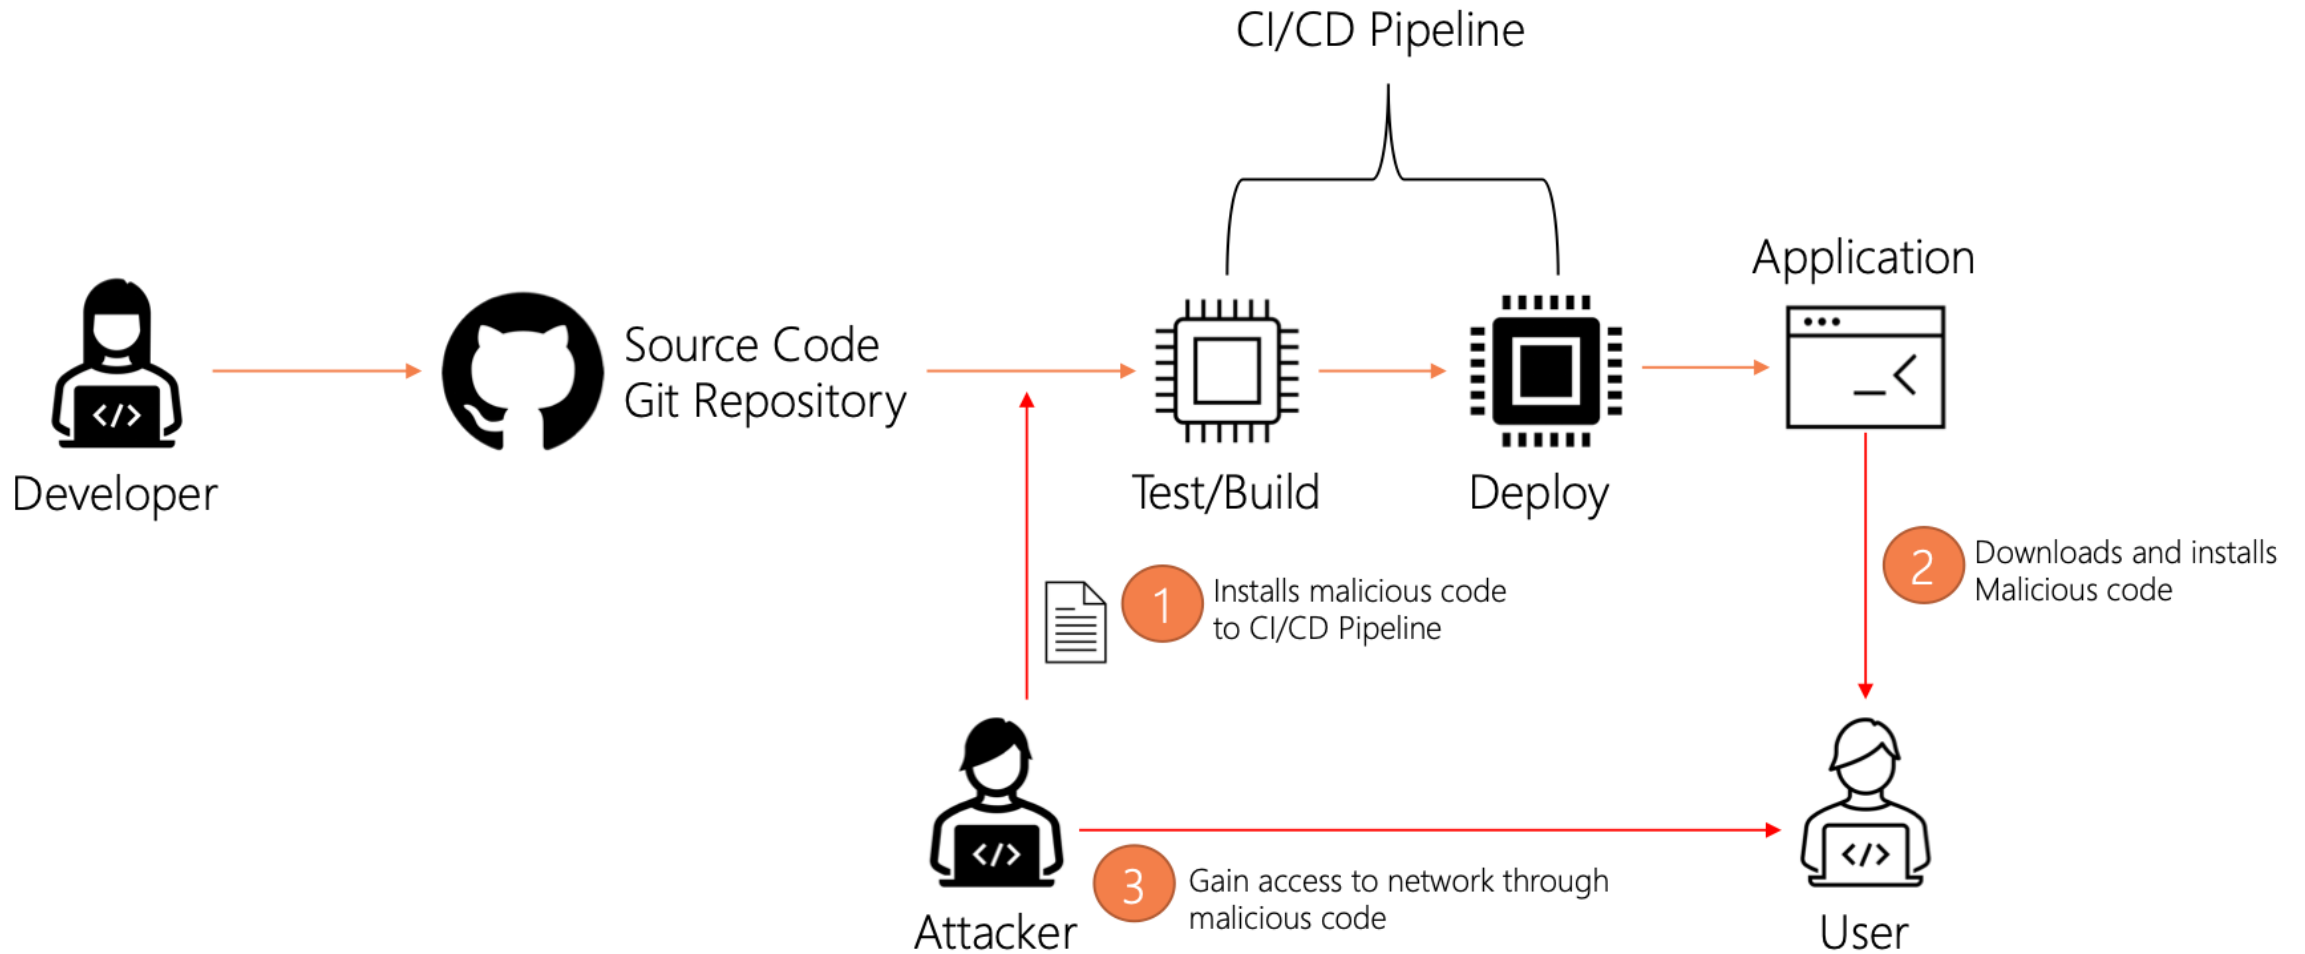 CI/CD Pipeline
Application
Source Code
Git Repository
</>
Developer
Test/Build
Deploy
2
Downloads and installs
Malicious code
1
Installs malicious code
to CI/CD Pipeline
</>
</>
3
Gain access to network through
malicious code
Attacker
User